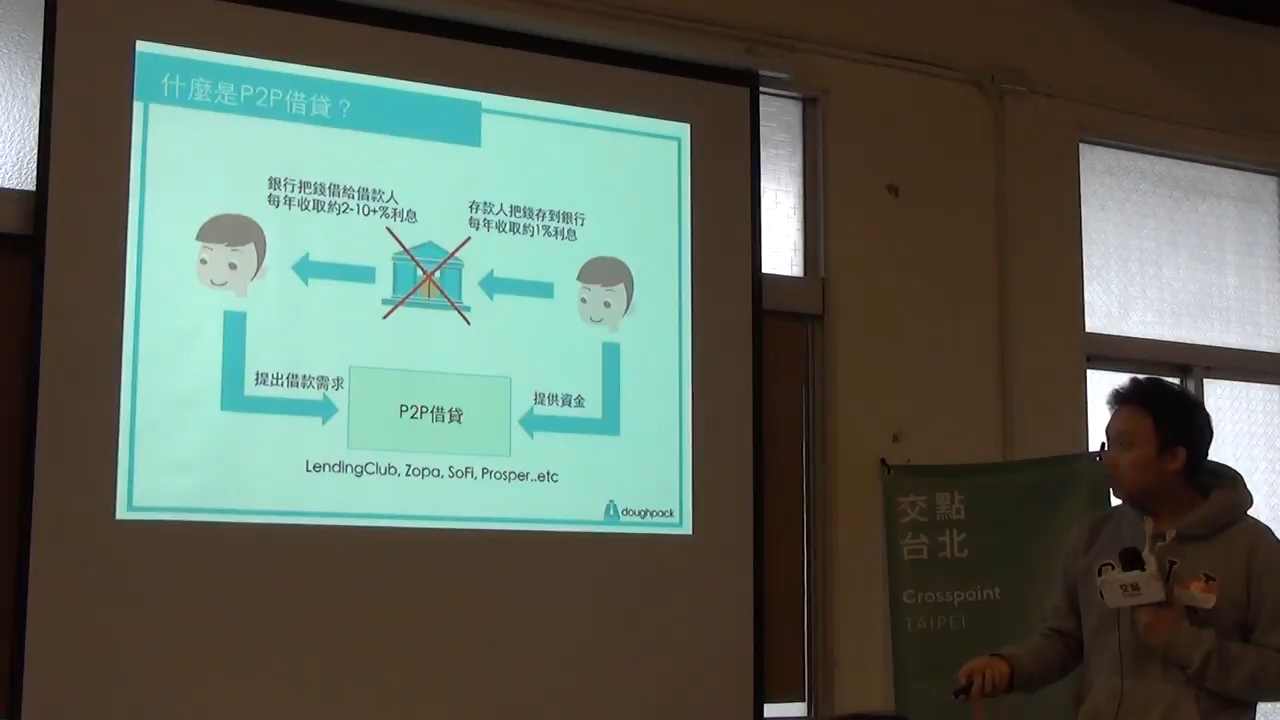 什麼是P2P借貸？
銀行把錢借給借款人
每年收取約2-10+%利息
存款人把錢存到銀行
每年收取約1%利息
提出借款需求
P2P借貸
提供資金
LendingClub, Zopa, SoFi, Prosper..etc
doughpack
交點
台北
Crosspoint
TAIPEI
交點